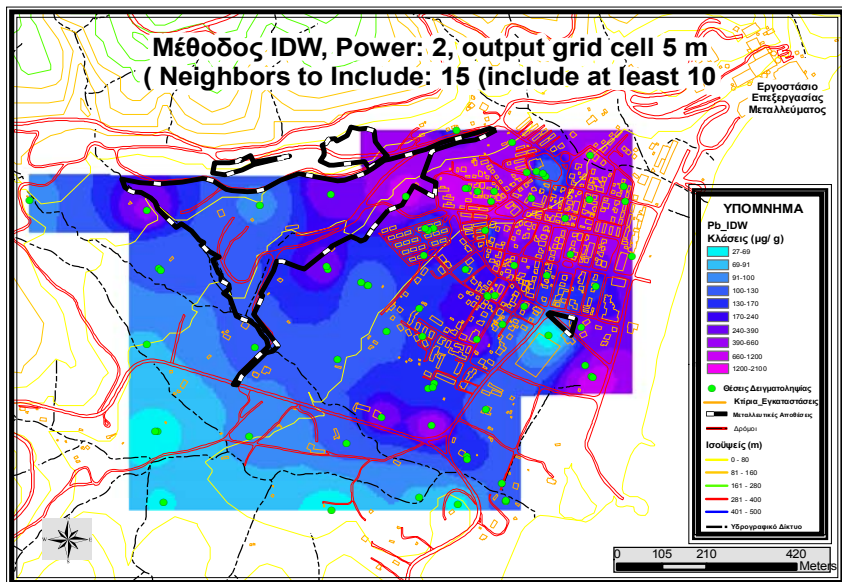 Μέθοδος IDW, Power: 2, output grid cell 5 m
( Neighbors to Include: 15 (include at least 10
Εργοστάσιο
Επεξεργασίας
Μεταλλεύματος
ΥΠΟΜΝΗΜΑ
Pb_IDW
Κλάσεις (μg/ g)
27-69
69-91
91-100
100-130
130-170
170-240
240-390
390-660
660-1200
1200-2100
Θέσεις Δειγματοληψίας
Κτίρια_Εγκαταστάσεις
Μεταλλευτικές Αποθέσεις
Δρόμοι
Ισοϋψείς (m)
0 - 80
81 - 160
161 - 280
281 - 400
401 - 500
Υδρογραφικό Δίκτυο
0 105 210 420
Meters